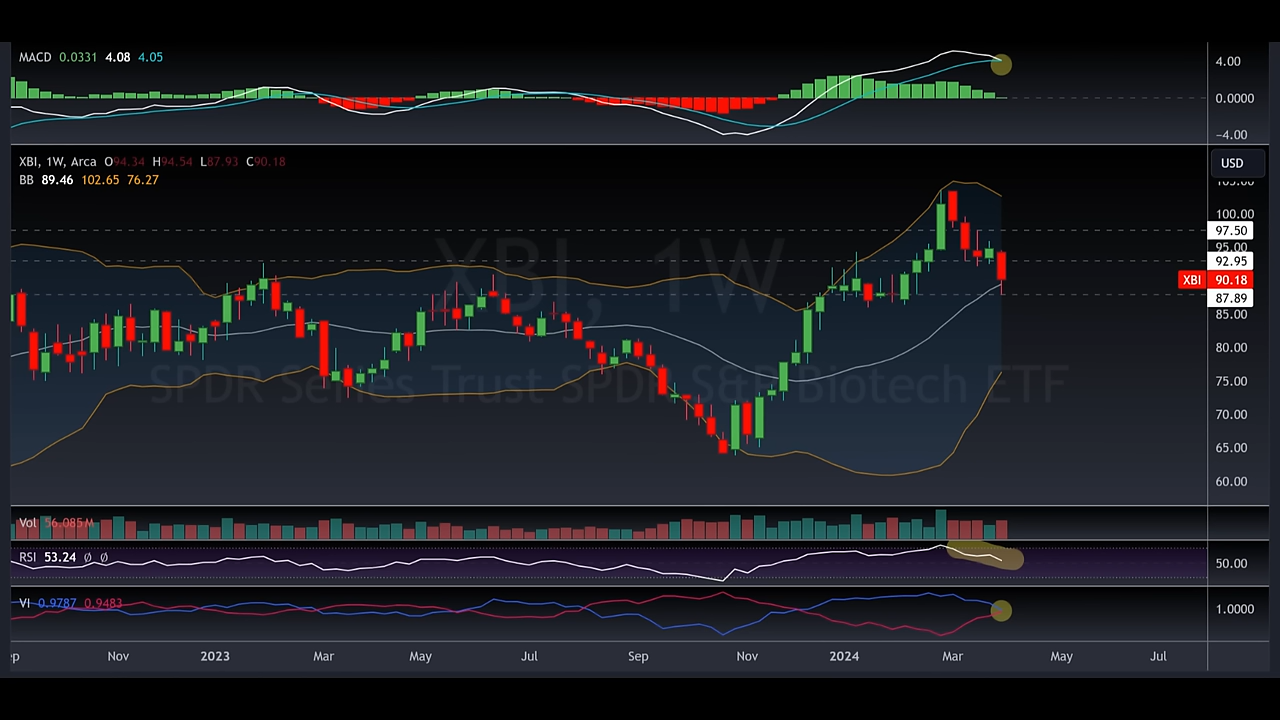 MACD 0.0331 4.08 4.05
4.00
0.0000
−4.00
XBI, 1W, Arca O94.34 H94.54 L87.93 C90.18
USD
BB 89.46 102.65 76.27
105.00
100.00
97.50
95.00
92.95
XBI 90.18
87.89
85.00
80.00
75.00
70.00
65.00
60.00
XBI, 1W
SPDR Series Trust SPDR S&P Biotech ETF
Vol 56.085M
RSI 53.24 Ø Ø
50.00
VI 0.9787 0.9483
1.0000
Nov 2023 Mar May Jul Sep Nov 2024 Mar May Jul